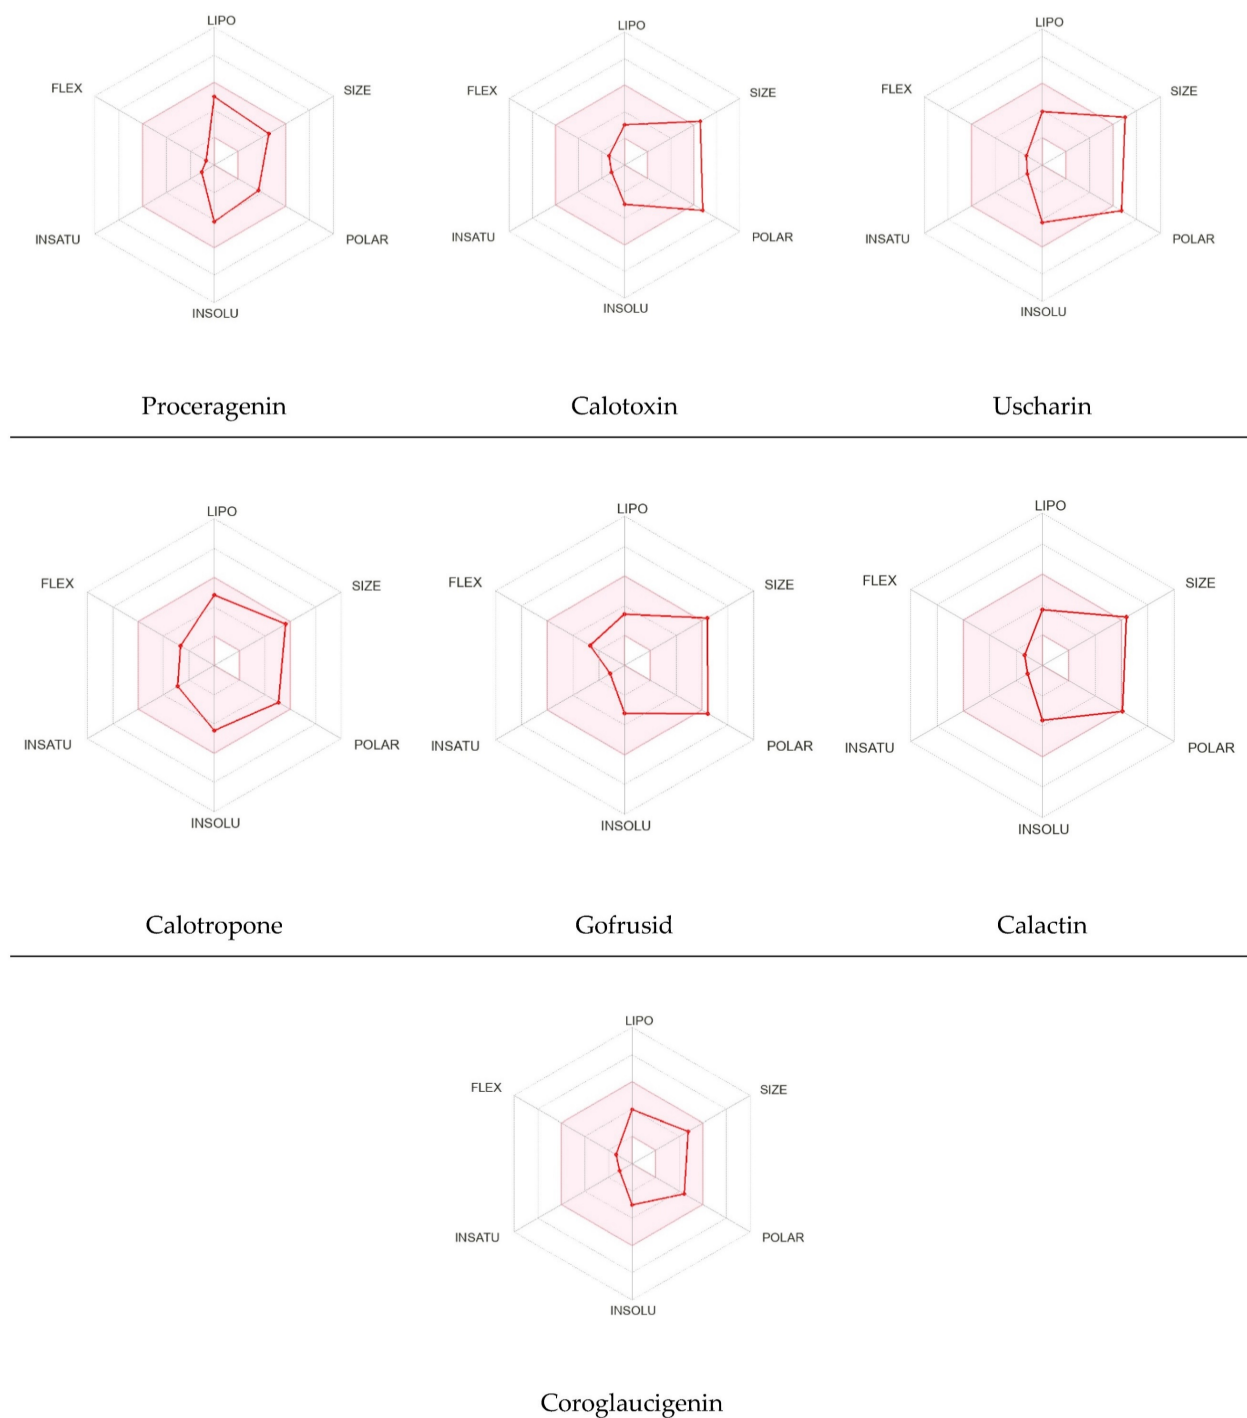 LIPO
LIPO
LIPO
FLEX
SIZE
FLEX
SIZE
FLEX
SIZE
INSATU
POLAR
INSATU
POLAR
INSATU
POLAR
INSOLU
INSOLU
INSOLU
Proceragenin
Calotoxin
Uscharin
LIPO
LIPO
LIPO
FLEX
SIZE
FLEX
SIZE
FLEX
SIZE
INSATU
POLAR
INSATU
POLAR
INSATU
POLAR
INSOLU
INSOLU
INSOLU
Calotropone
Gofrusid
Calactin
LIPO
FLEX
SIZE
INSATU
POLAR
INSOLU
Coroglaucigenin